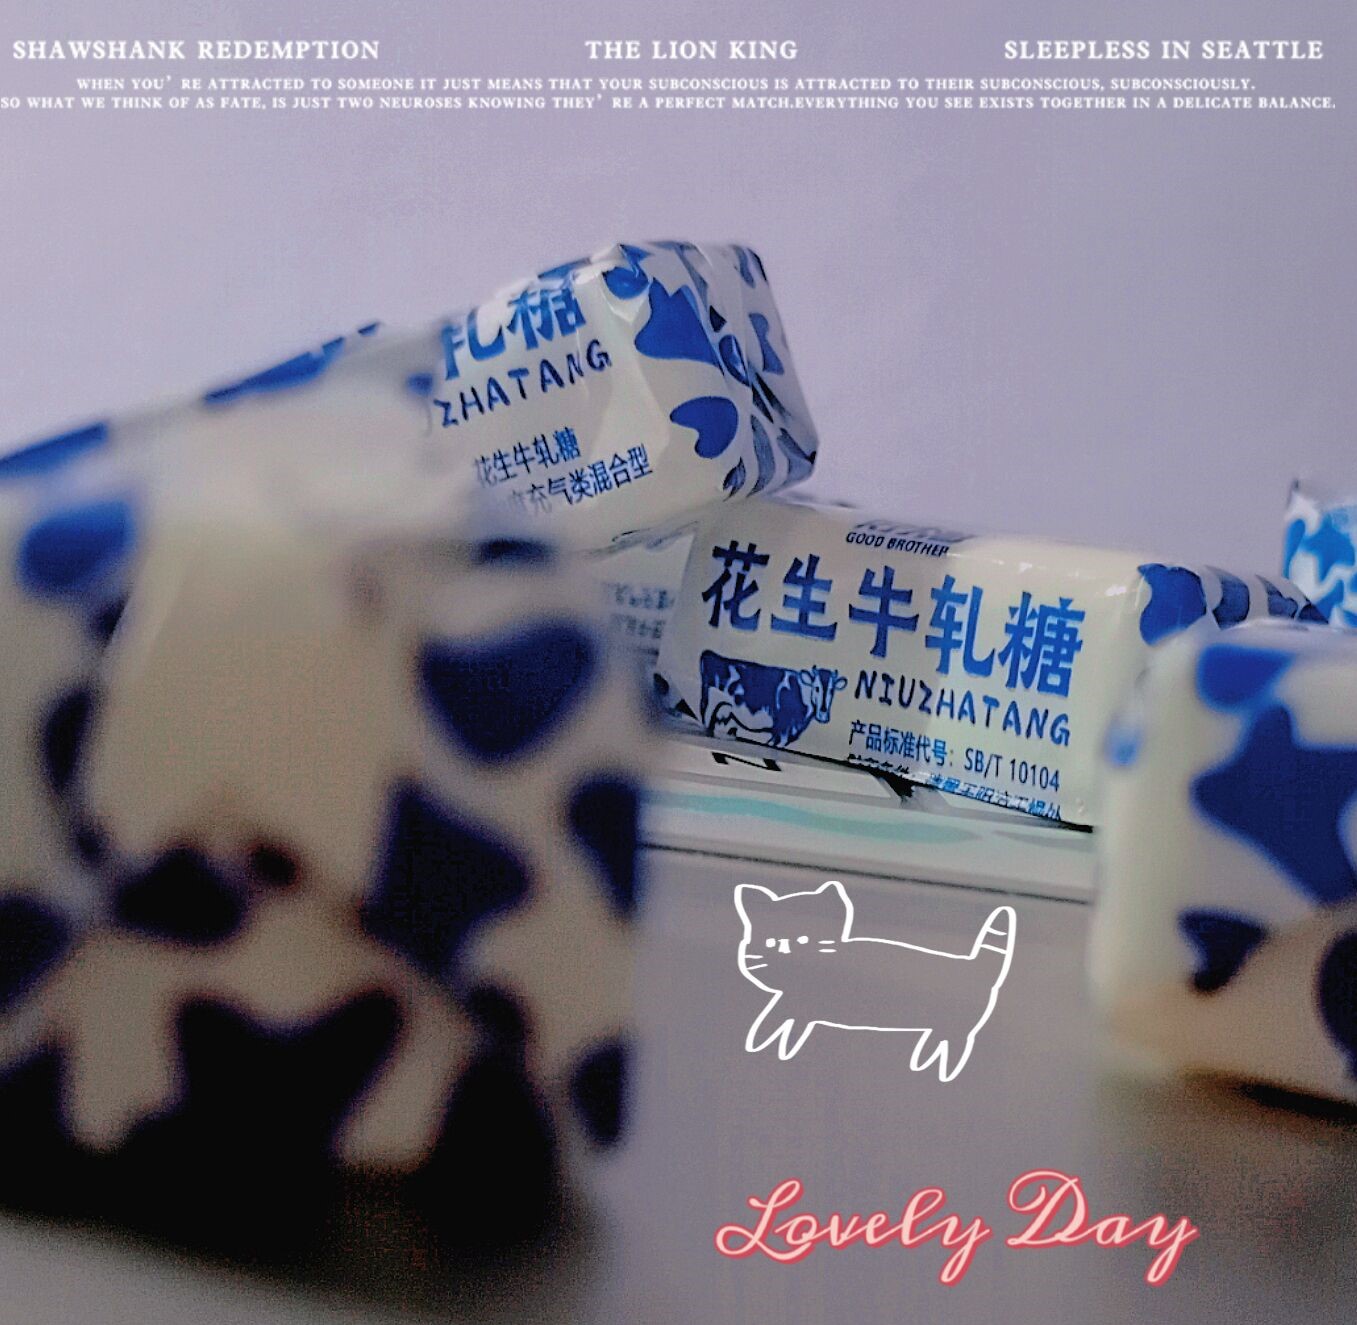 SHAWSHANK REDEMPTION THE LION KING SLEEPLESS IN SEATTLE
WHEN YOU’ RE ATTRACTED TO SOMEONE IT JUST MEANS THAT YOUR SUBCONSCIOUS IS ATTRACTED TO THEIR SUBCONSCIOUS, SUBCONSCIOUSLY.
SO WHAT WE THINK OF AS FATE, IS JUST TWO NEUROSES KNOWING THEY’ RE A PERFECT MATCH.EVERYTHING YOU SEE EXISTS TOGETHER IN A DELICATE BALANCE.
轧糖
ZHATANG
花生牛轧糖
充气类混合型
GOOD BROTHER
花生牛轧糖
NIUZHATANG
产品标准代号：SB/T 10104
Lovely Day